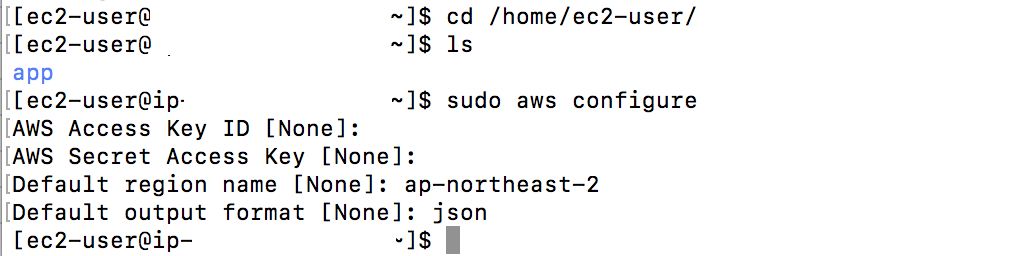 [[ec2-user@ ~]$ cd /home/ec2-user/
[[ec2-user@ ~]$ ls
app
[[ec2-user@ip- ~]$ sudo aws configure
[AWS Access Key ID [None]:
[AWS Secret Access Key [None]:
[Default region name [None]: ap-northeast-2
[Default output format [None]: json
[ec2-user@ip- ~]$